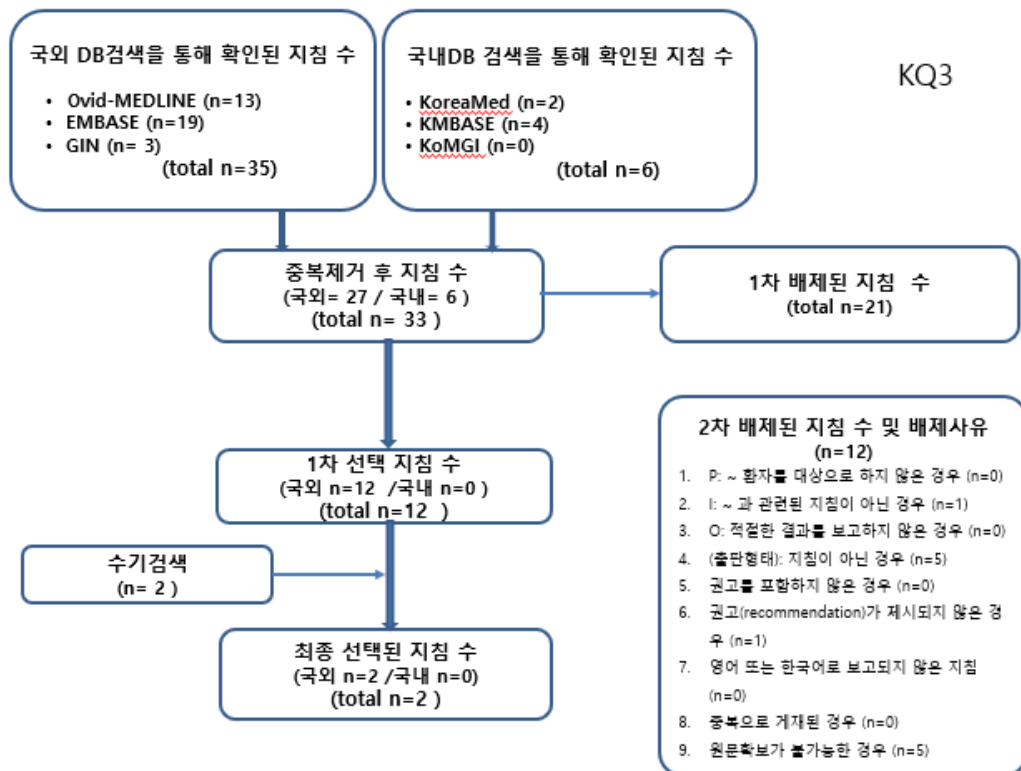 국외 DB검색을 통해 확인된 지침 수
• Ovid-MEDLINE (n=13)
• EMBASE (n=19)
• GIN (n= 3)
(total n=35)
국내DB 검색을 통해 확인된 지침 수
• KoreaMed (n=2)
• KMBASE (n=4)
• KoMGI (n=0)
(total n=6)
KQ3
중복제거 후 지침 수
(국외= 27 / 국내= 6 )
(total n= 33 )
1차 배제된 지침 수
(total n=21)
1차 선택 지침 수
(국외 n=12 /국내 n=0 )
(total n=12 )
2차 배제된 지침 수 및 배제사유
(n=12)
1. P: ~ 환자를 대상으로 하지 않은 경우 (n=0)
2. I: ~ 과 관련된 지침이 아닌 경우 (n=1)
3. O: 적절한 결과를 보고하지 않은 경우 (n=0)
4. (출판형태): 지침이 아닌 경우 (n=5)
5. 권고를 포함하지 않은 경우 (n=0)
6. 권고(recommendation)가 제시되지 않은 경
우 (n=1)
7. 영어 또는 한국어로 보고되지 않은 지침
(n=0)
8. 중복으로 게재된 경우 (n=0)
9. 원문확보가 불가능한 경우 (n=5)
수기검색
(n= 2 )
최종 선택된 지침 수
(국외 n=2 /국내 n=0)
(total n=2 )